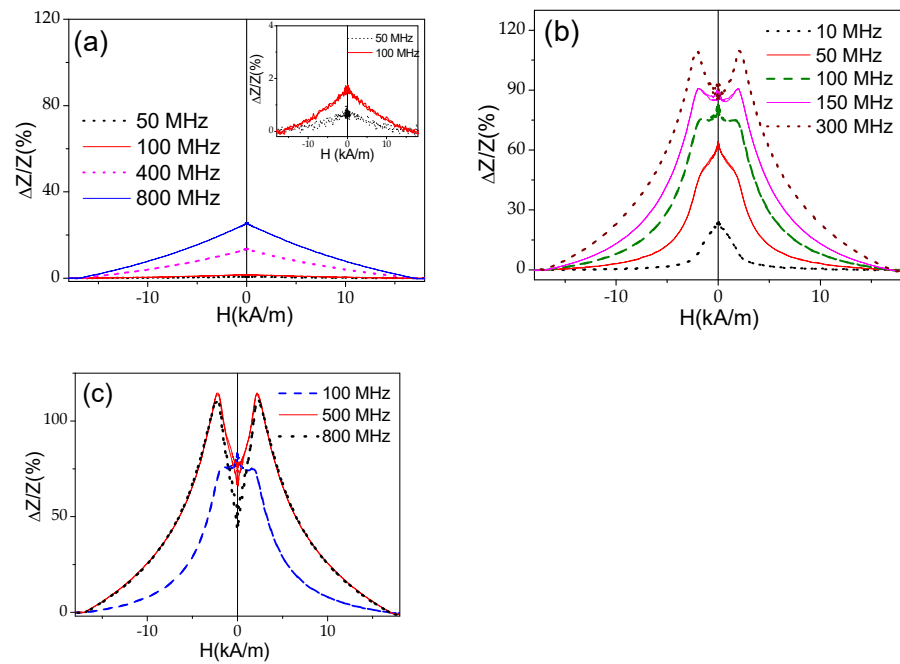 (a)
120
80
40
0
ΔZ/Z(%)
-10
0
10
H(kA/m)
50 MHz
100 MHz
400 MHz
800 MHz
4
2
0
ΔZ/Z(%)
-10
0
10
H (kA/m)
50 MHz
100 MHz
(b)
120
90
60
30
0
ΔZ/Z(%)
-10
0
10
H(kA/m)
10 MHz
50 MHz
100 MHz
150 MHz
300 MHz
(c)
100
50
0
ΔZ/Z(%)
-10
0
10
H(kA/m)
100 MHz
500 MHz
800 MHz